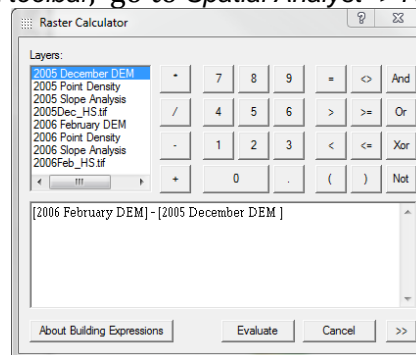 toolbar, go to Spatial Analyst ->
Raster Calculator
Layers:
2005 December DEM
2005 Point Density
2005 Slope Analysis
2005Dec_HS.tif
2006 February DEM
2006 Point Density
2006 Slope Analysis
2006Feb_HS.tif
* 7 8 9 = <> And
/ 4 5 6 > >= Or
- 1 2 3 < <= Xor
+ 0 . ( ) Not
[2006 February DEM] - [2005 December DEM ]
About Building Expressions Evaluate Cancel >>